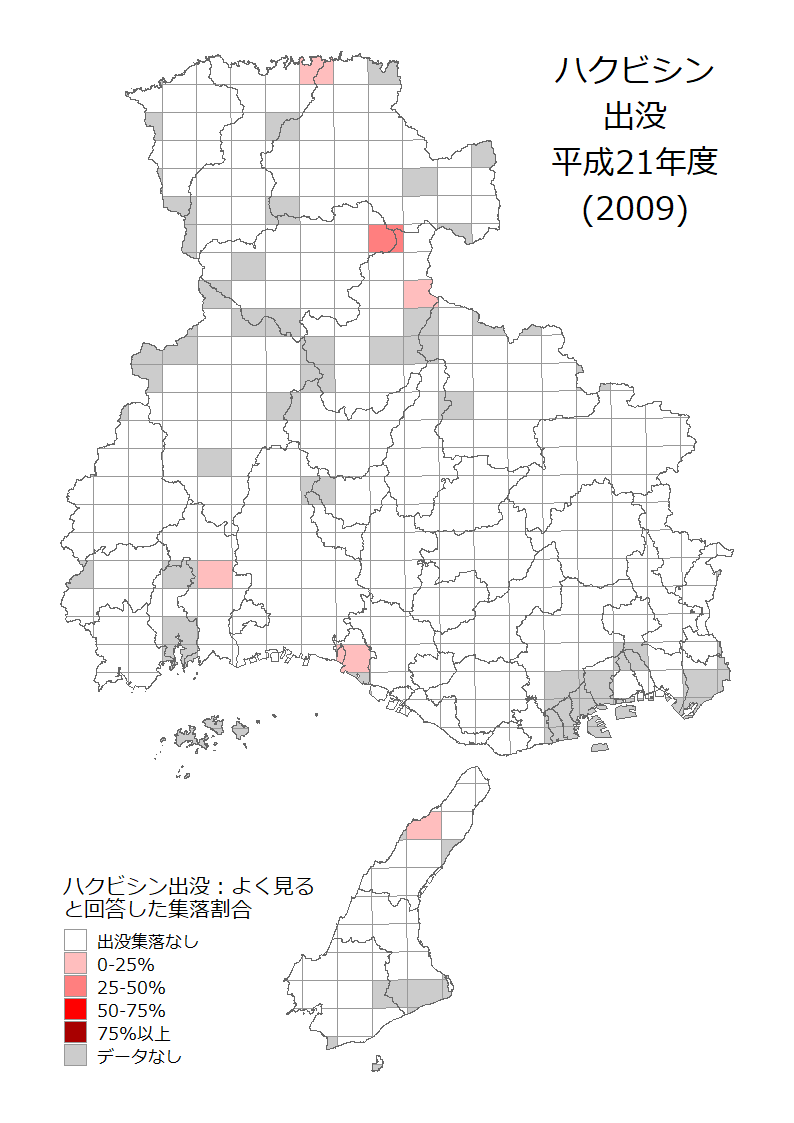 ハクビシン
出没
平成21年度
(2009)
ハクビシン出没：よく見る
と回答した集落割合
出没集落なし
0-25%
25-50%
50-75%
75%以上
データなし